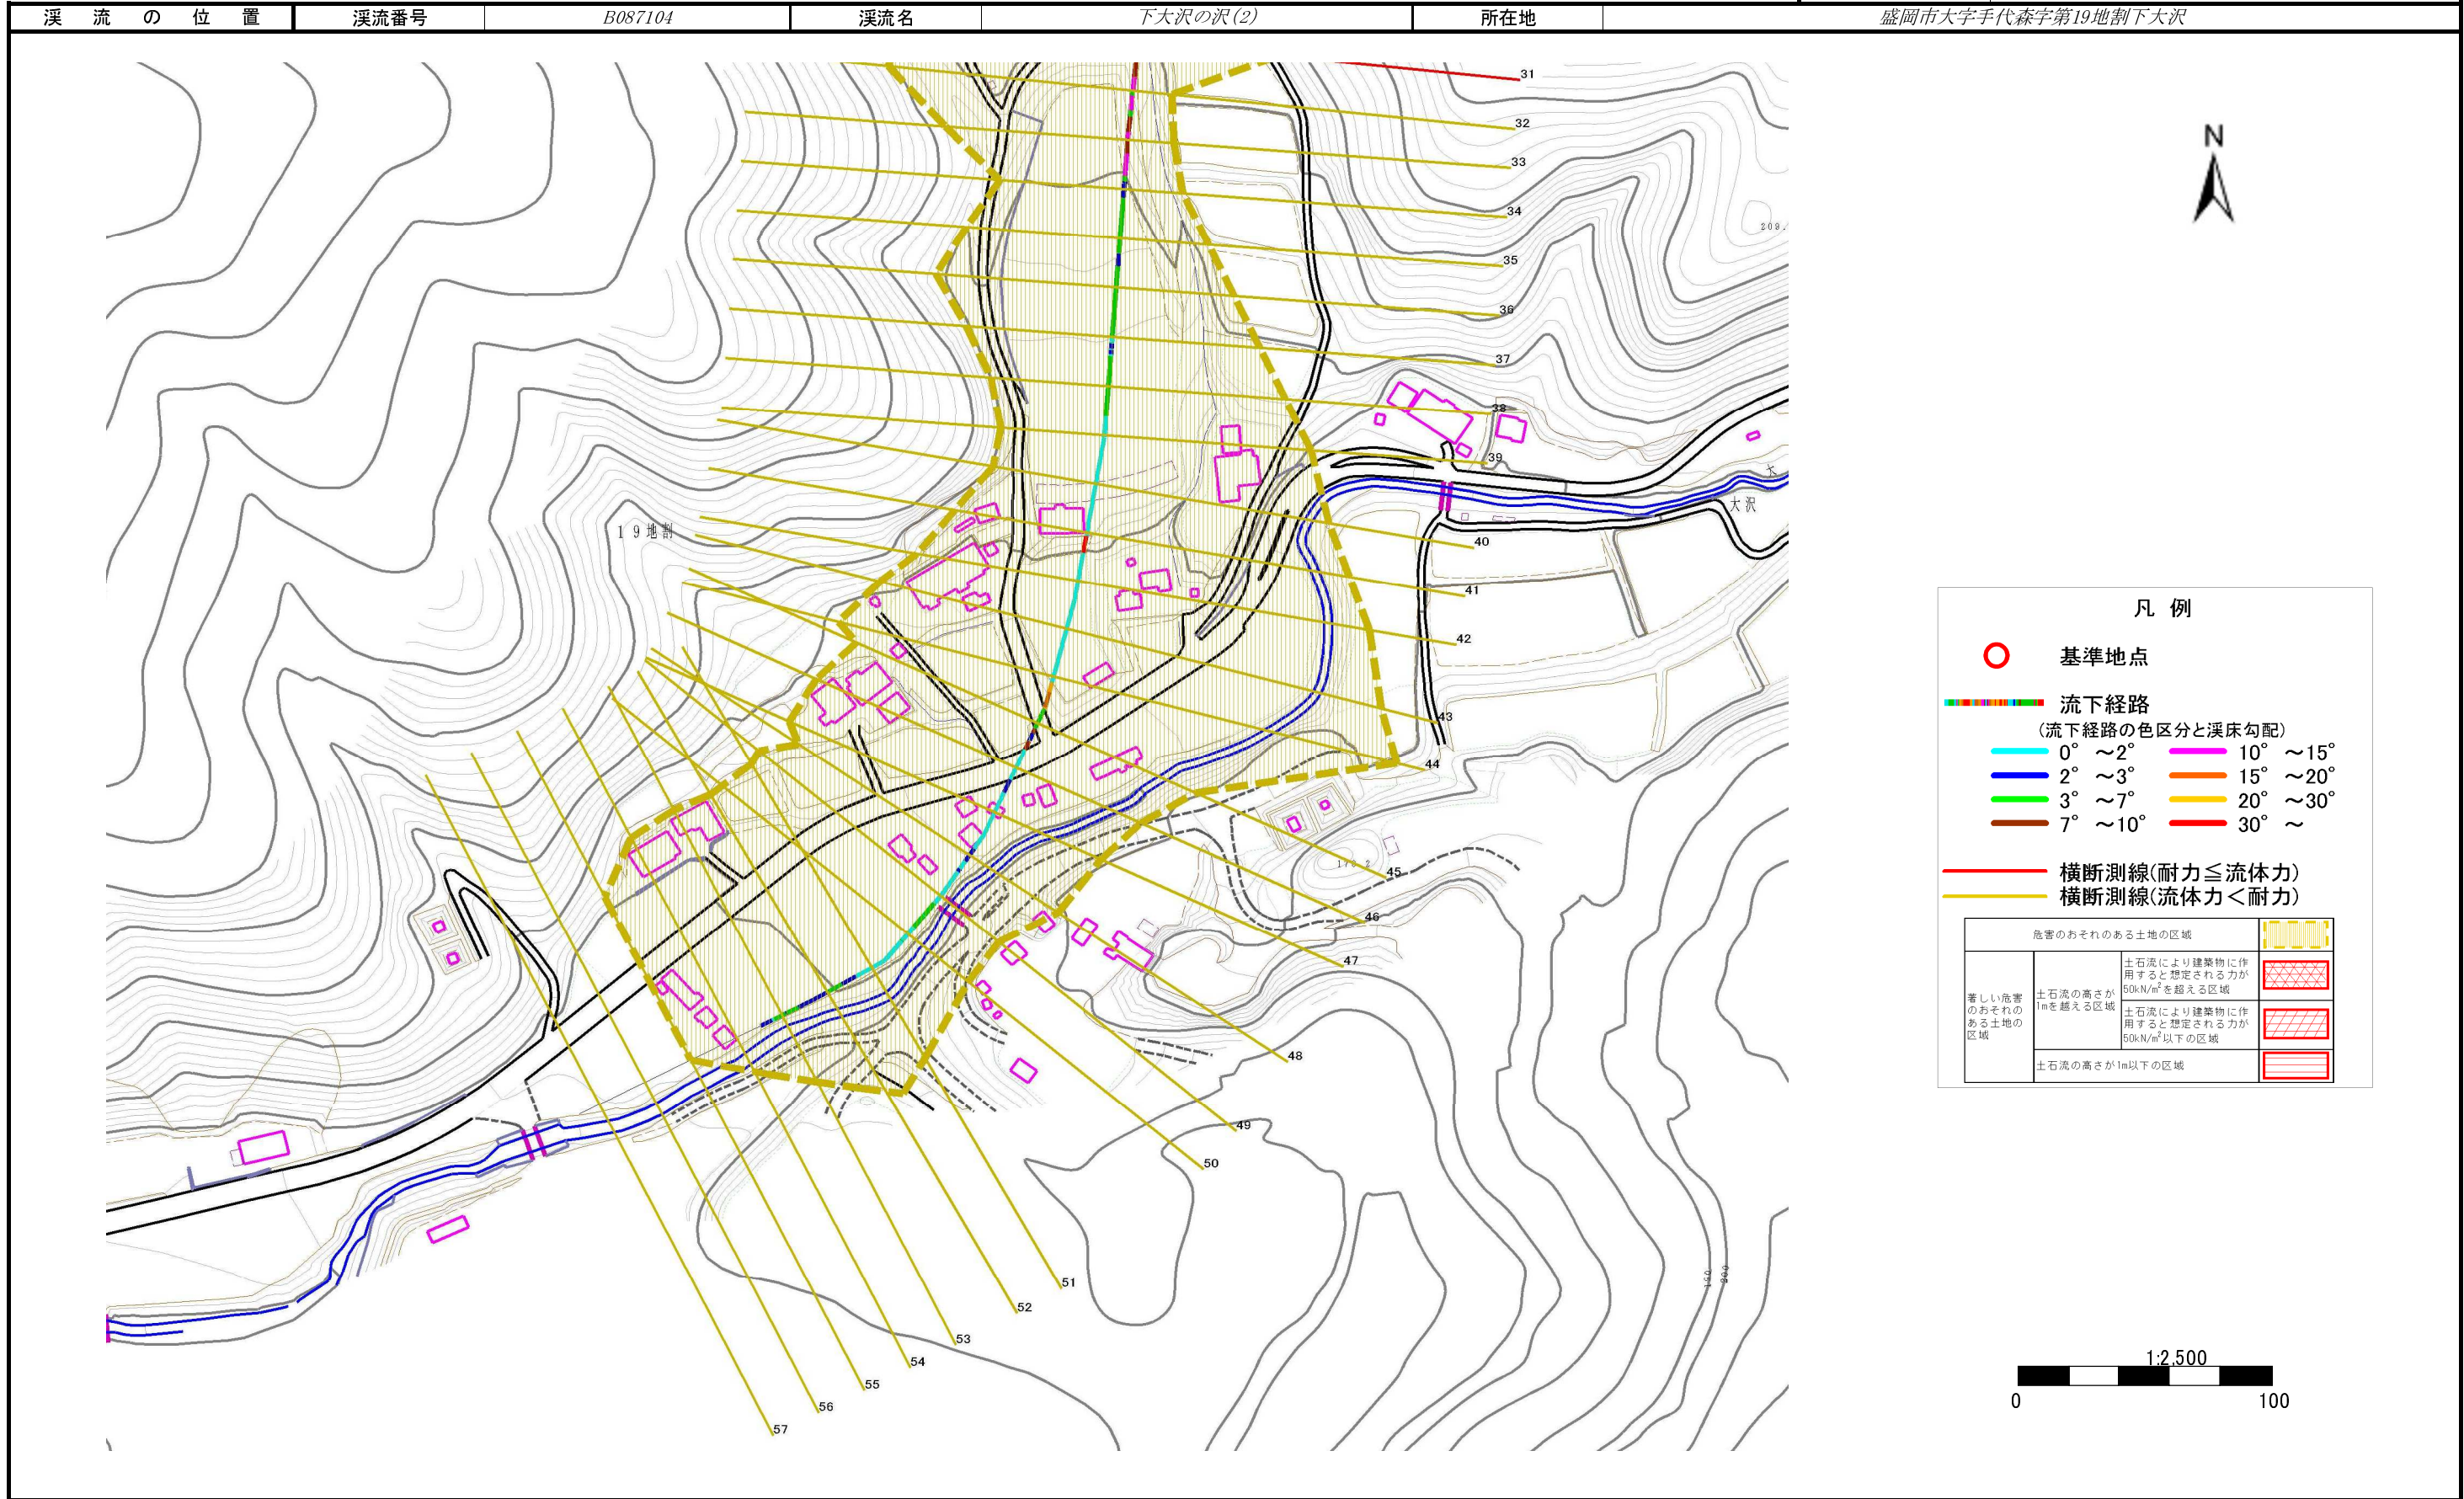 渓流の位置 渓流番号 B087104 渓流名 下大沢の沢(2) 所在地 盛岡市大字手代森字第19地割下大沢
31
32
33
34
35
36
37
38
39
40
41
42
43
44
45
46
47
48
49
50
51
52
53
54
55
56
57
19地割
大
大沢
N
凡 例
基準地点
流下経路
(流下経路の色区分と渓床勾配)
0° ～2° 10° ～15°
2° ～3° 15° ～20°
3° ～7° 20° ～30°
7° ～10° 30° ～
横断測線(耐力≦流体力)
横断測線(流体力＜耐力)
危害のおそれのある土地の区域
著しい危害
のおそれの
ある土地の
区域
土石流の高さが
1mを越える区域
土石流により建築物に作
用すると想定される力が
50kN/m²を超える区域
土石流により建築物に作
用すると想定される力が
50kN/m²以下の区域
土石流の高さが1m以下の区域
1:2,500
0 100